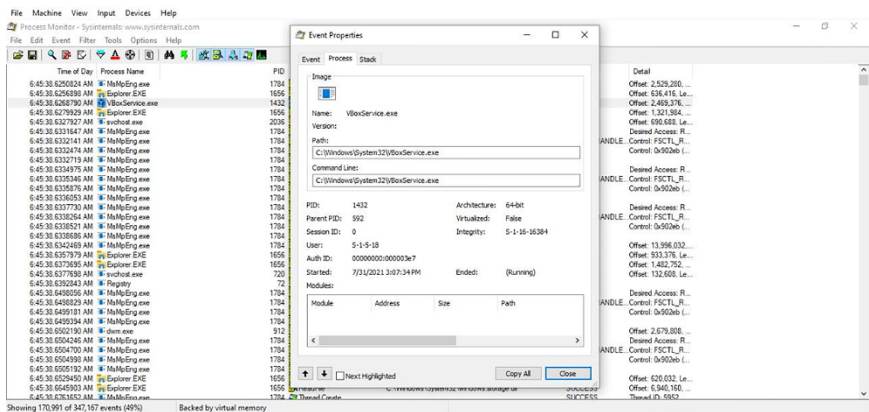 File Machine View Input Devices Help
Process Monitor - Sysinternals: www.sysinternals.com
File Edit Event Filter Tools Options Help
Time of Day Process Name PID Detail
6:45:38.6250824 AM MsMpEng.exe 1784 Offset: 2,529,280, ...
6:45:38.6256898 AM Explorer.EXE 1656 Offset: 636,416, Le...
6:45:38.6268790 AM VBoxService.exe 1432 Offset: 2,469,376, ...
6:45:38.6279929 AM Explorer.EXE 1656 Offset: 1,321,984, ...
6:45:38.6327927 AM svchost.exe 2036 Offset: 690,688, Le...
6:45:38.6331647 AM MsMpEng.exe 1784 Desired Access: R...
6:45:38.6332141 AM MsMpEng.exe 1784 ANDLE... Control: FSCTL_R...
6:45:38.6332474 AM MsMpEng.exe 1784 Control: 0x902eb (...
6:45:38.6332719 AM MsMpEng.exe 1784
6:45:38.6334975 AM MsMpEng.exe 1784 Desired Access: R...
6:45:38.6335346 AM MsMpEng.exe 1784 ANDLE... Control: FSCTL_R...
6:45:38.6335876 AM MsMpEng.exe 1784 Control: 0x902eb (...
6:45:38.6336053 AM MsMpEng.exe 1784
6:45:38.6337730 AM MsMpEng.exe 1784 Desired Access: R...
6:45:38.6338264 AM MsMpEng.exe 1784 ANDLE... Control: FSCTL_R...
6:45:38.6338521 AM MsMpEng.exe 1784 Control: 0x902eb (...
6:45:38.6338686 AM MsMpEng.exe 1784
6:45:38.6342469 AM MsMpEng.exe 1784 Offset: 13,996,032, ...
6:45:38.6357979 AM Explorer.EXE 1656 Offset: 933,376, Le...
6:45:38.6373695 AM Explorer.EXE 1656 Offset: 1,482,752, ...
6:45:38.6377698 AM svchost.exe 720 Offset: 132,608, Le...
6:45:38.6392843 AM Registry 72
6:45:38.6498056 AM MsMpEng.exe 1784 Desired Access: R...
6:45:38.6498829 AM MsMpEng.exe 1784 ANDLE... Control: FSCTL_R...
6:45:38.6499181 AM MsMpEng.exe 1784 Control: 0x902eb (...
6:45:38.6499394 AM MsMpEng.exe 1784
6:45:38.6502190 AM dwm.exe 912 Offset: 2,679,808, ...
6:45:38.6504246 AM MsMpEng.exe 1784 Desired Access: R...
6:45:38.6504700 AM MsMpEng.exe 1784 ANDLE... Control: FSCTL_R...
6:45:38.6504998 AM MsMpEng.exe 1784 Control: 0x902eb (...
6:45:38.6505192 AM MsMpEng.exe 1784
6:45:38.6529450 AM Explorer.EXE 1656 Offset: 620,032, Le...
6:45:38.6645903 AM Explorer.EXE 1656 SUCCESS Offset: 6,940,160, ...
6:45:38.6761652 AM MsMpEng.exe 1784 Thread Create SUCCESS Thread ID: 5952
Showing 170,991 of 347,167 events (49%) Backed by virtual memory
Event Properties
Event Process Stack
Image
Name: VBoxService.exe
Version:
Path:
C:\Windows\System32\VBoxService.exe
Command Line:
C:\Windows\System32\VBoxService.exe
PID: 1432 Architecture: 64-bit
Parent PID: 592 Virtualized: False
Session ID: 0 Integrity: S-1-16-16384
User: S-1-5-18
Auth ID: 00000000:000003e7
Started: 7/31/2021 3:07:34 PM Ended: (Running)
Modules:
Module Address Size Path
Next Highlighted Copy All Close